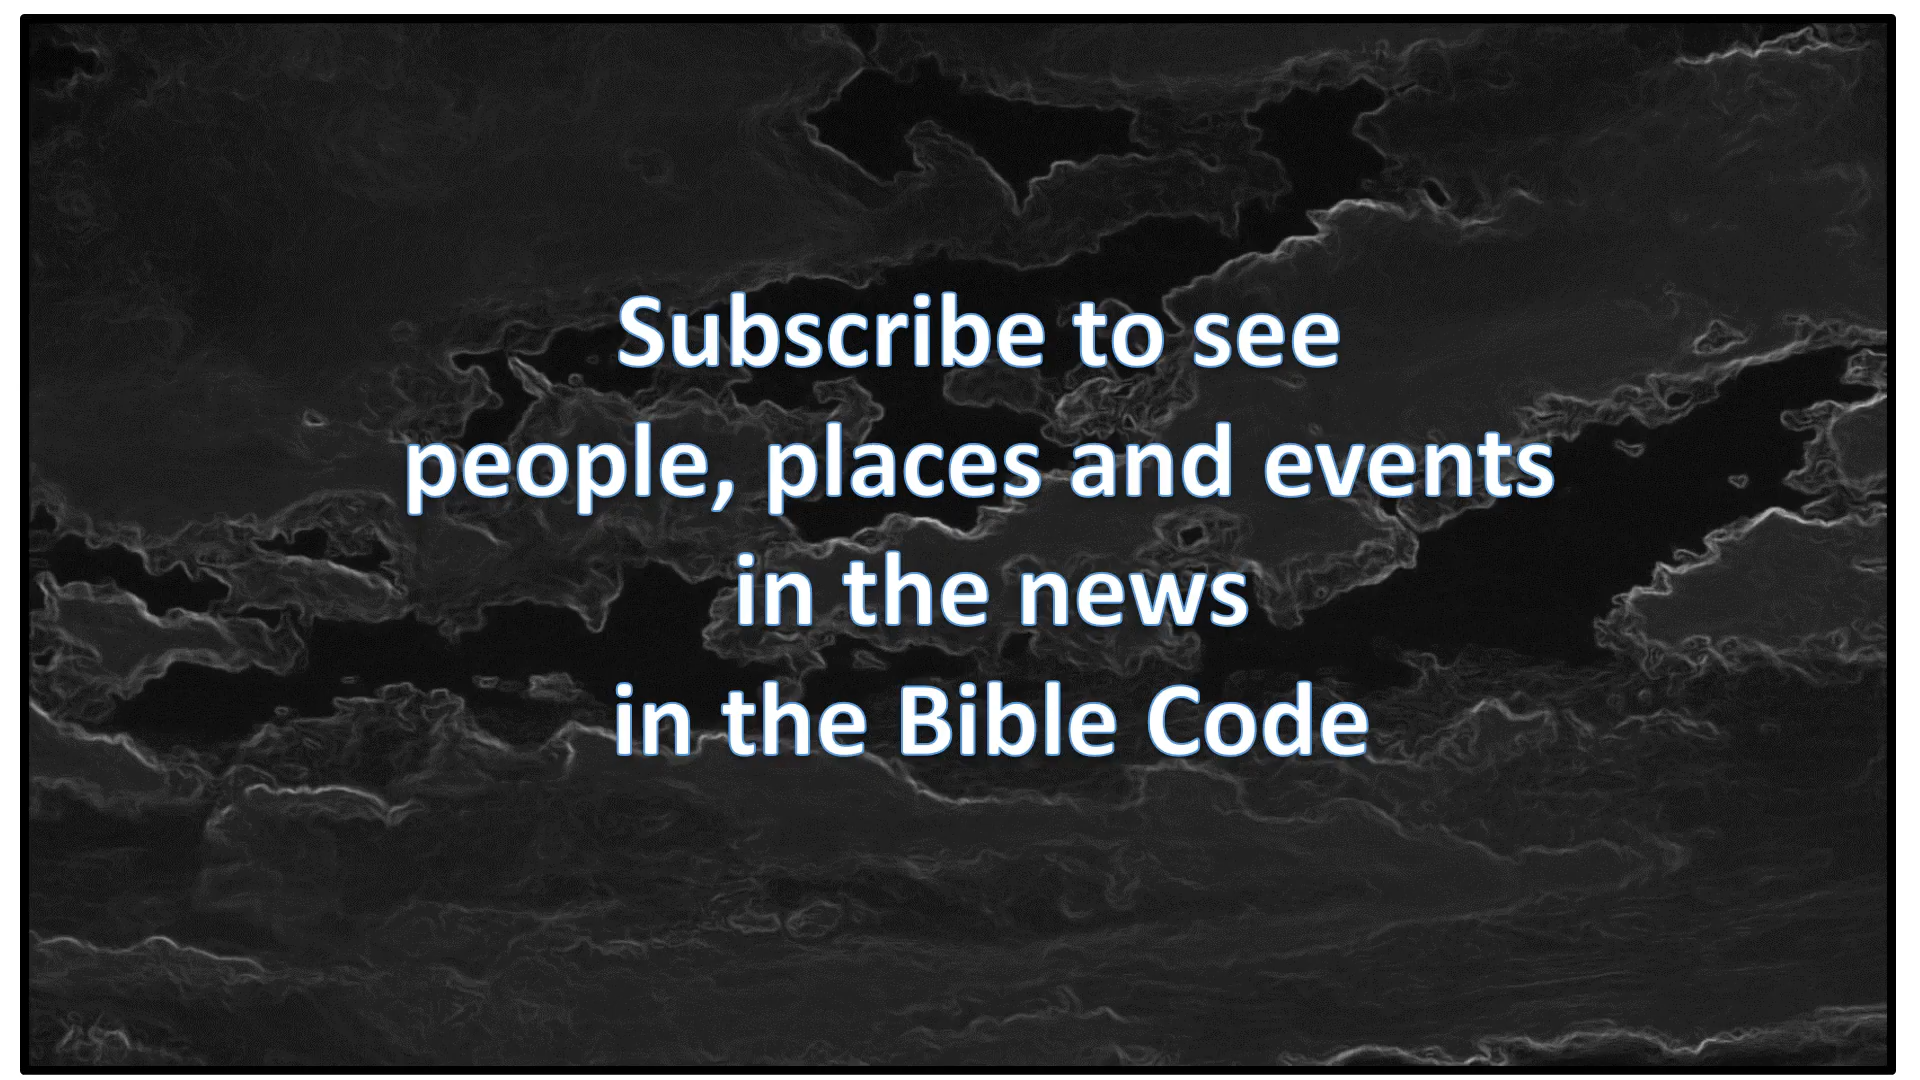 Subscribe to see
people, places and events
in the news
in the Bible Code